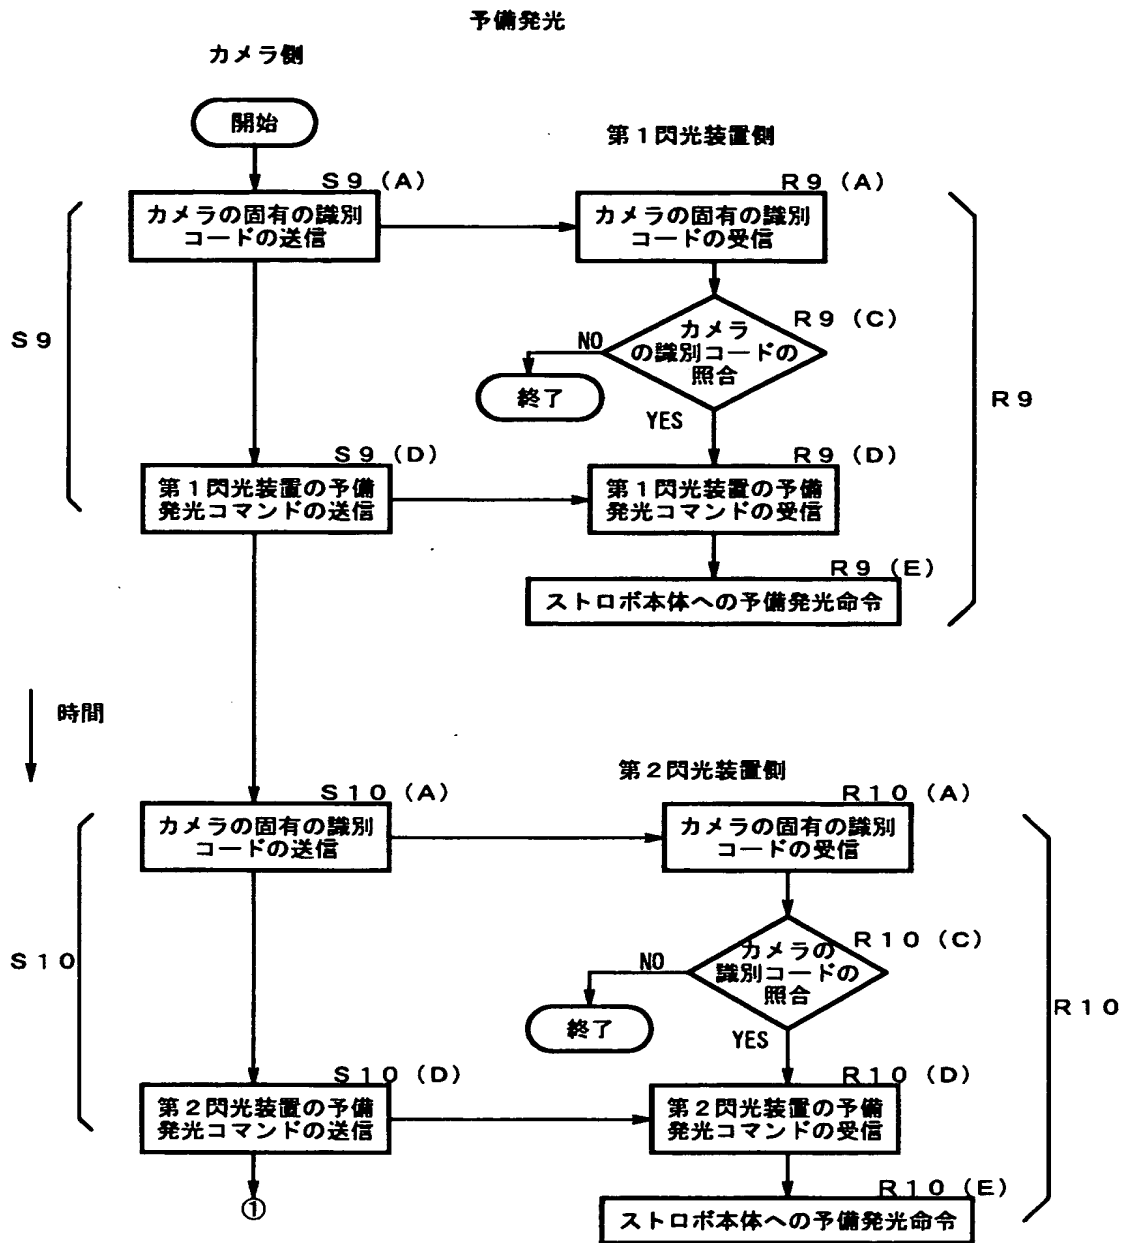 予備発光
カメラ側
開始
第1閃光装置側
S9(A)
R9(A)
カメラの固有の識別
コードの送信
カメラの固有の識別
コードの受信
S9
R9(C)
カメラ
の識別コードの
照合
NO
終了
YES
R9
S9(D)
R9(D)
第1閃光装置の予備
発光コマンドの送信
第1閃光装置の予備
発光コマンドの受信
R9(E)
ストロボ本体への予備発光命令
時間
第2閃光装置側
S10(A)
R10(A)
カメラの固有の識別
コードの送信
カメラの固有の識別
コードの受信
S10
R10(C)
カメラの
識別コードの
照合
NO
終了
YES
R10
S10(D)
R10(D)
第2閃光装置の予備
発光コマンドの送信
第2閃光装置の予備
発光コマンドの受信
R10(E)
①
ストロボ本体への予備発光命令